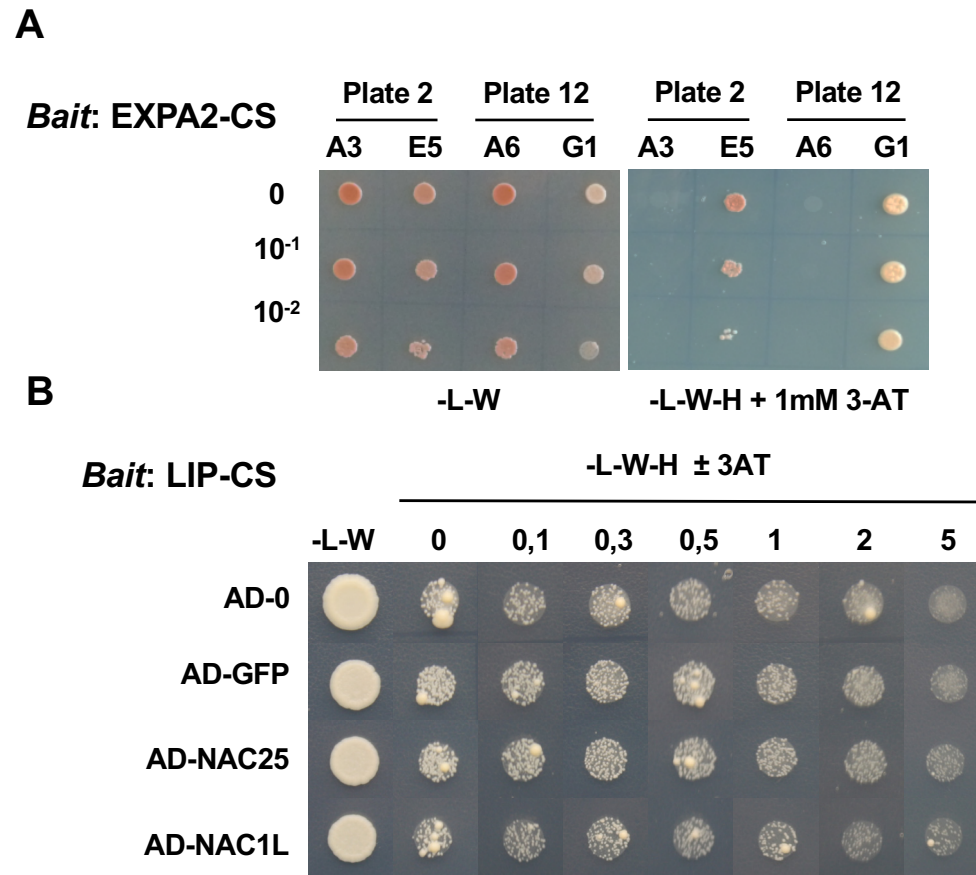 A
Plate 2 Plate 12 Plate 2 Plate 12
Bait: EXPA2-CS
A3 E5 A6 G1 A3 E5 A6 G1
0
10-1
10-2
-L-W -L-W-H + 1mM 3-AT
B
-L-W-H ± 3AT
Bait: LIP-CS
-L-W 0 0,1 0,3 0,5 1 2 5
AD-0
AD-GFP
AD-NAC25
AD-NAC1L